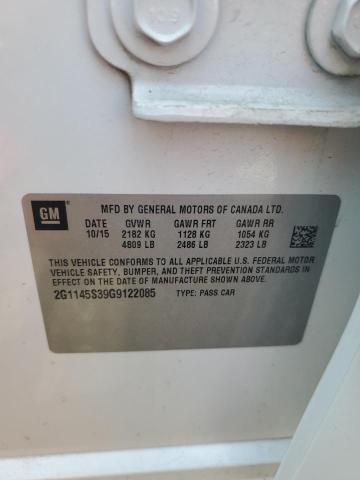 GM
MFD BY GENERAL MOTORS OF CANADA LTD.
DATE GVWR GAWR FRT GAWR RR
10/15 2182 KG 1128 KG 1054 KG
4809 LB 2486 LB 2323 LB
THIS VEHICLE CONFORMS TO ALL APPLICABLE U.S. FEDERAL MOTOR
VEHICLE SAFETY, BUMPER, AND THEFT PREVENTION STANDARDS
IN EFFECT ON THE DATE OF MANUFACTURE SHOWN ABOVE.
2G1145S39G9122085 TYPE: PASS CAR